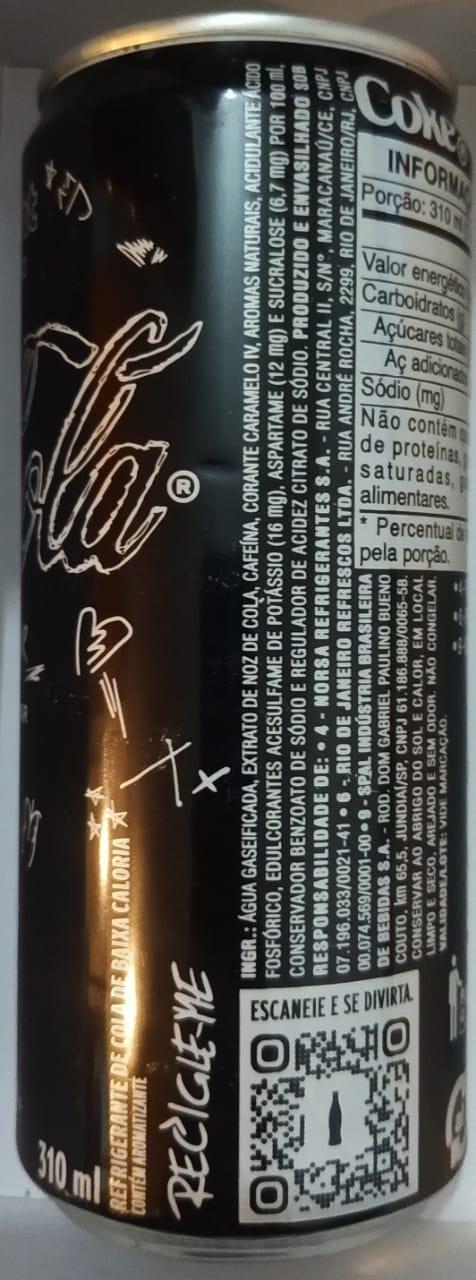 Cola®
310 ml
REFRIGERANTE DE COLA DE BAIXA CALORIA
CONTÉM AROMATIZANTE
RECICLE-ME
INGR.: ÁGUA GASEIFICADA, EXTRATO DE NOZ DE COLA, CAFEÍNA, CORANTE CARAMELO IV, AROMAS NATURAIS, ACIDULANTE ÁCIDO
FOSFÓRICO, EDULCORANTES ACESULFAME DE POTÁSSIO (16 mg), ASPARTAME (12 mg) E SUCRALOSE (6,7 mg) POR 100 ml,
CONSERVADOR BENZOATO DE SÓDIO E REGULADOR DE ACIDEZ CITRATO DE SÓDIO. PRODUZIDO E ENVASILHADO SOB
RESPONSABILIDADE DE: • 4 - NORSA REFRIGERANTES S.A. - RUA CENTRAL II, S/Nº, MARACANAÚ/CE, CNPJ
07.196.033/0021-41 • 6 - RIO DE JANEIRO REFRESCOS LTDA. - RUA ANDRÉ ROCHA, 2299, RIO DE JANEIRO/RJ, CNPJ
00.074.569/0001-00 • 9 - SPAL INDÚSTRIA BRASILEIRA
DE BEBIDAS S.A. - ROD. DOM GABRIEL PAULINO BUENO
COUTO, km 65,5, JUNDIAÍ/SP, CNPJ 61.186.888/0065-58.
CONSERVAR AO ABRIGO DO SOL E CALOR, EM LOCAL
LIMPO E SECO, AREJADO E SEM ODOR. NÃO CONGELAR.
VALIDADE/LOTE: VIDE MARCAÇÃO.
ESCANEIE E SE DIVIRTA.
Coke
INFORMA
Porção: 310 ml
Valor energético
Carboidratos
Açúcares totais
Aç adicionad
Sódio (mg)
Não contém
de proteínas,
saturadas,
alimentares.
* Percentual de
pela porção.